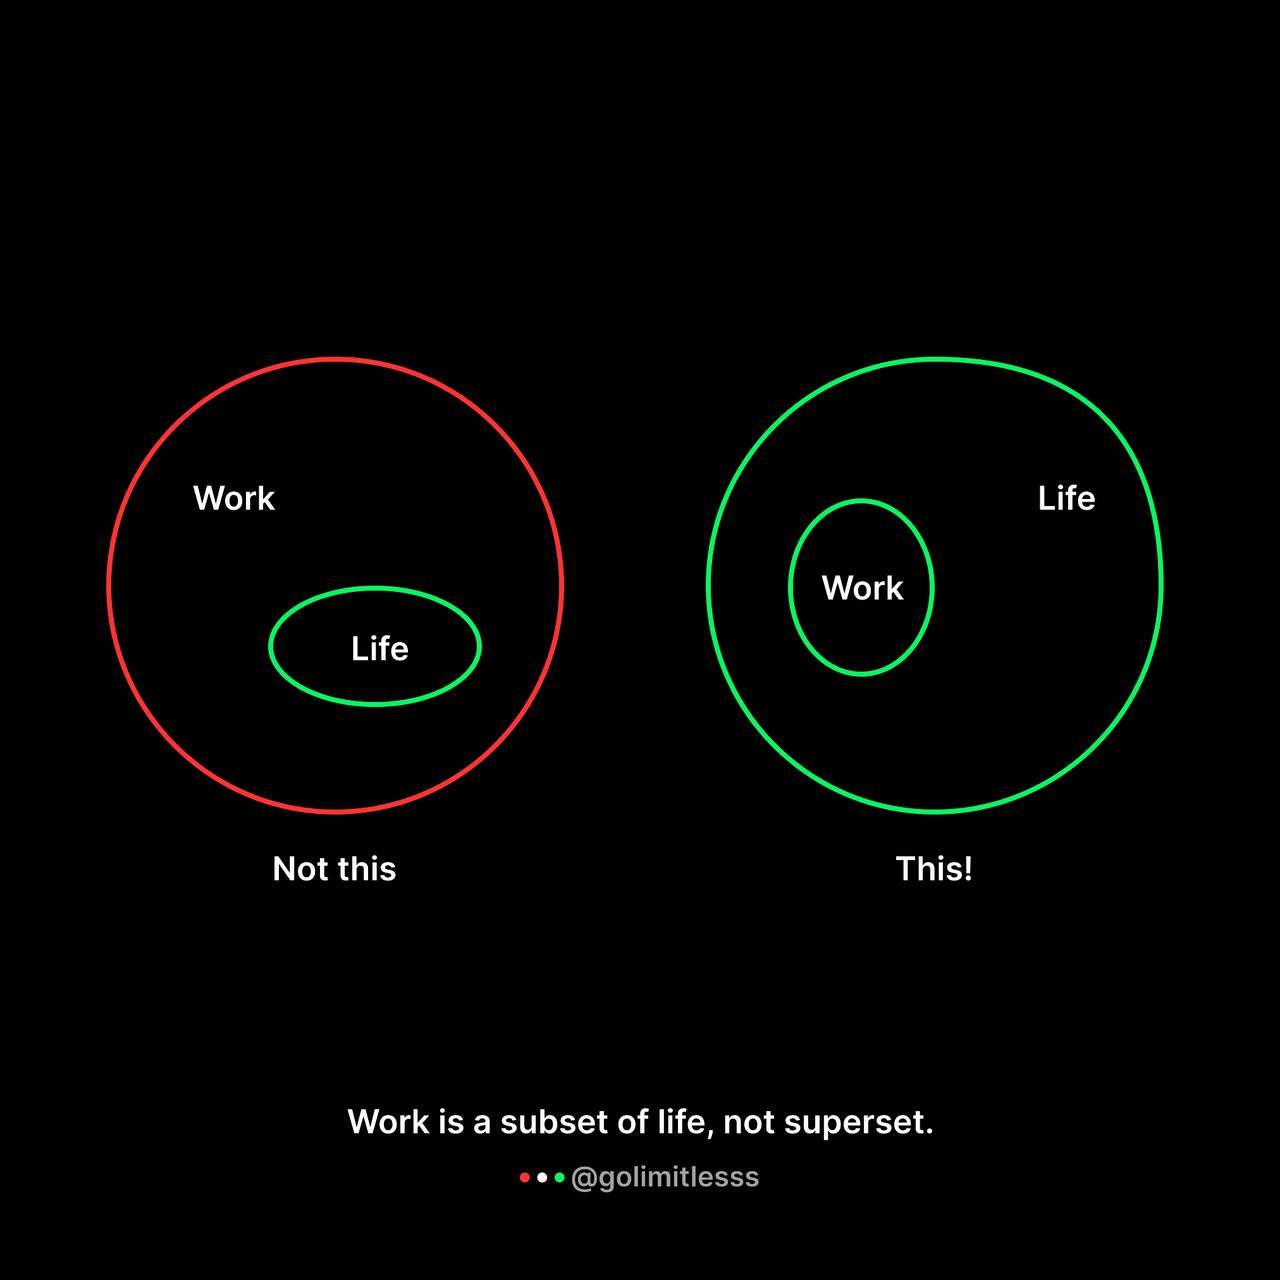 Work
Life
Not this
Life
Work
This!
Work is a subset of life, not superset.
@golimitlesss